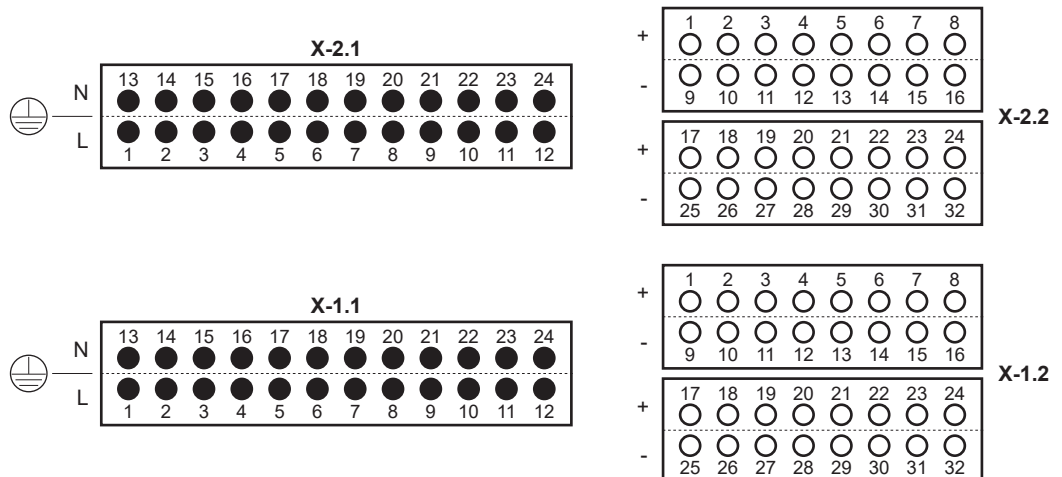 X-2.1
N 13 14 15 16 17 18 19 20 21 22 23 24
L 1 2 3 4 5 6 7 8 9 10 11 12
+ 1 2 3 4 5 6 7 8
- 9 10 11 12 13 14 15 16
X-2.2
+ 17 18 19 20 21 22 23 24
- 25 26 27 28 29 30 31 32
X-1.1
N 13 14 15 16 17 18 19 20 21 22 23 24
L 1 2 3 4 5 6 7 8 9 10 11 12
+ 1 2 3 4 5 6 7 8
- 9 10 11 12 13 14 15 16
X-1.2
+ 17 18 19 20 21 22 23 24
- 25 26 27 28 29 30 31 32